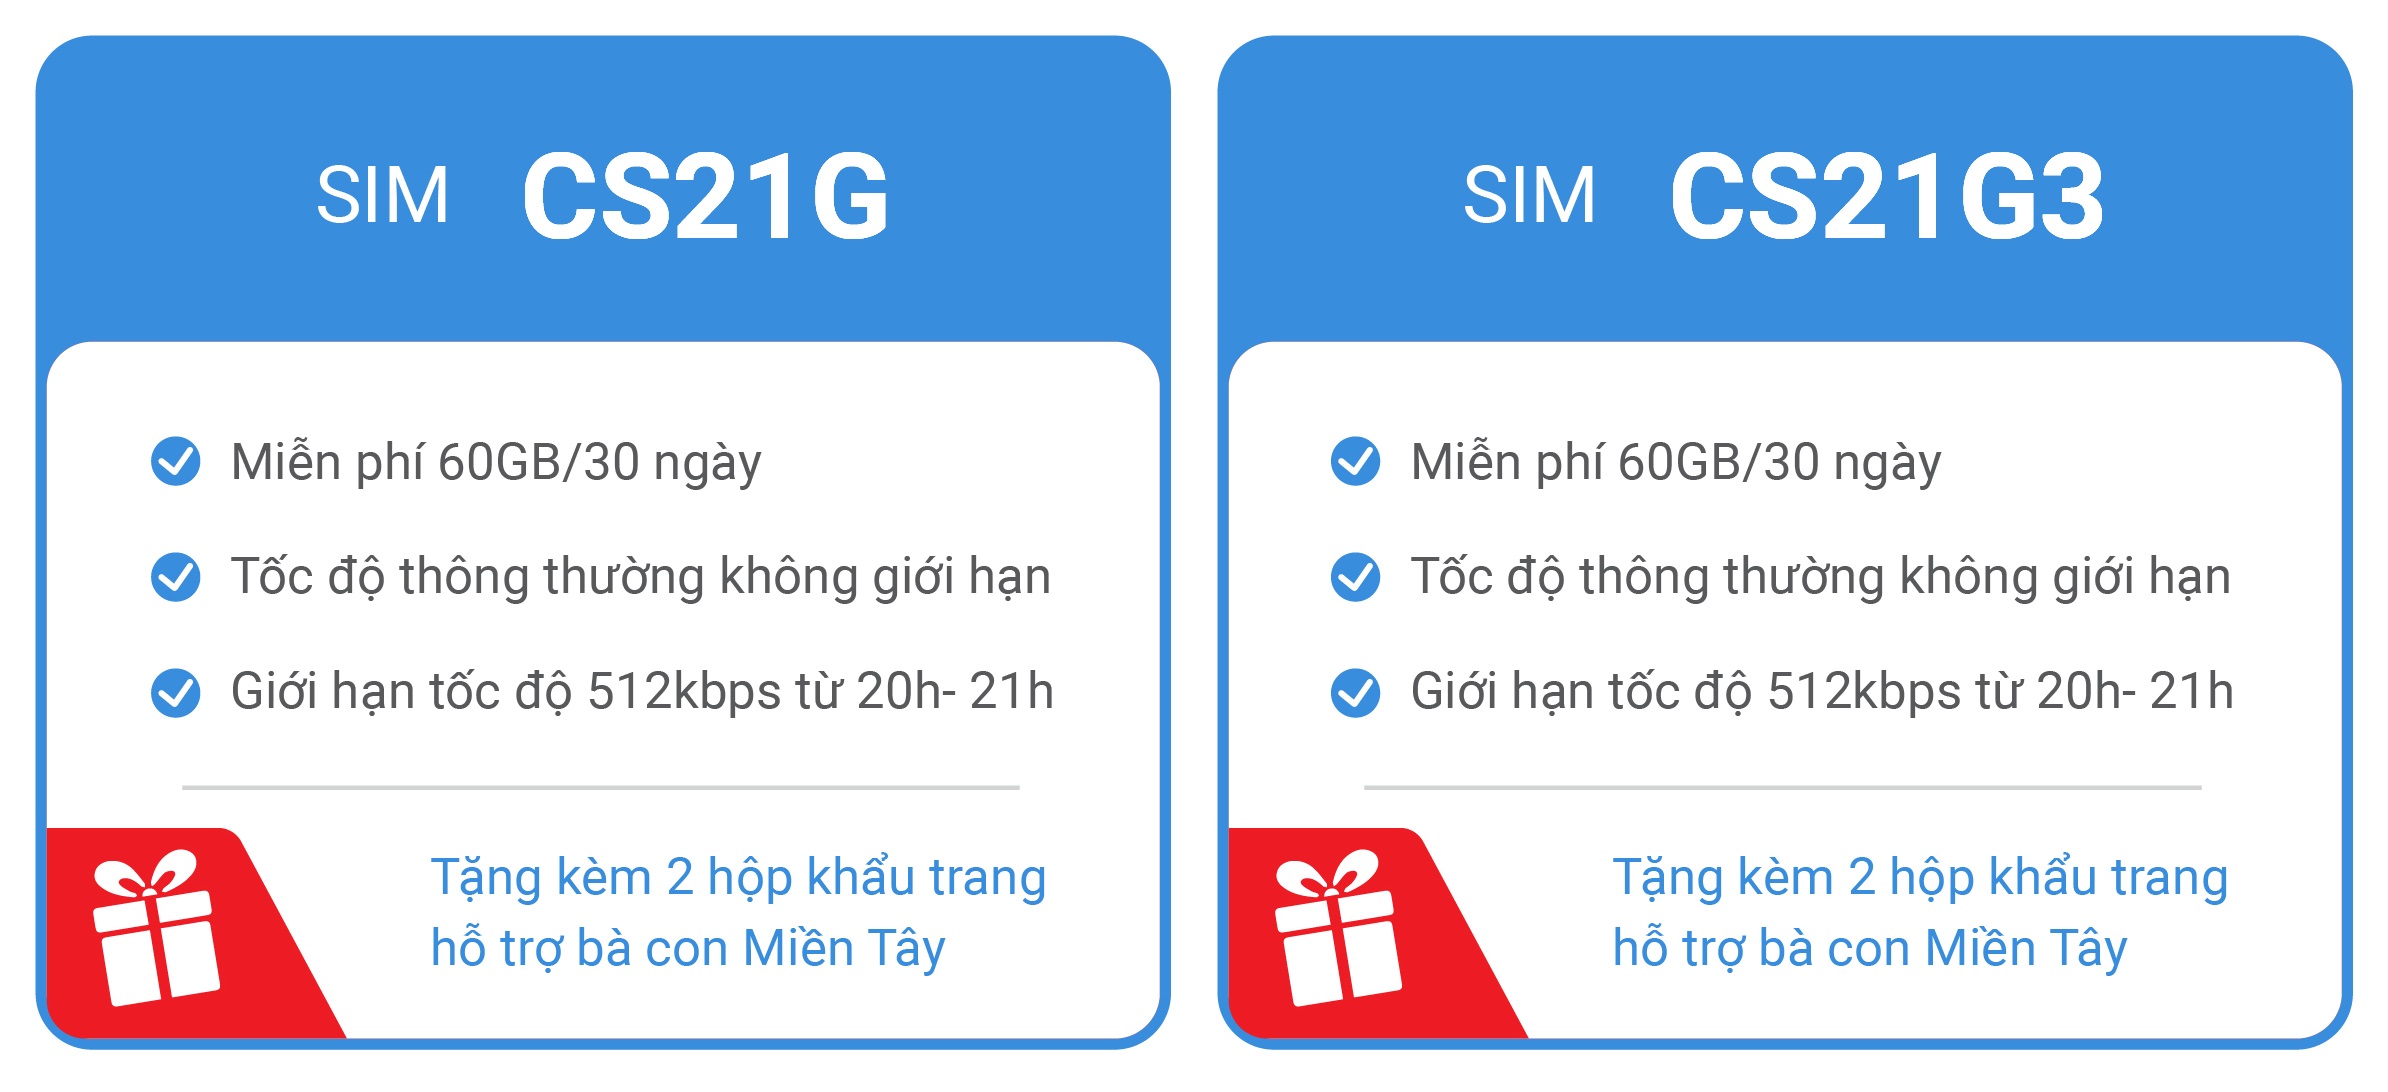 SIM CS21G
Miễn phí 60GB/30 ngày
Tốc độ thông thường không giới hạn
Giới hạn tốc độ 512kbps từ 20h- 21h
Tặng kèm 2 hộp khẩu trang
hỗ trợ bà con Miền Tây
SIM CS21G3
Miễn phí 60GB/30 ngày
Tốc độ thông thường không giới hạn
Giới hạn tốc độ 512kbps từ 20h- 21h
Tặng kèm 2 hộp khẩu trang
hỗ trợ bà con Miền Tây